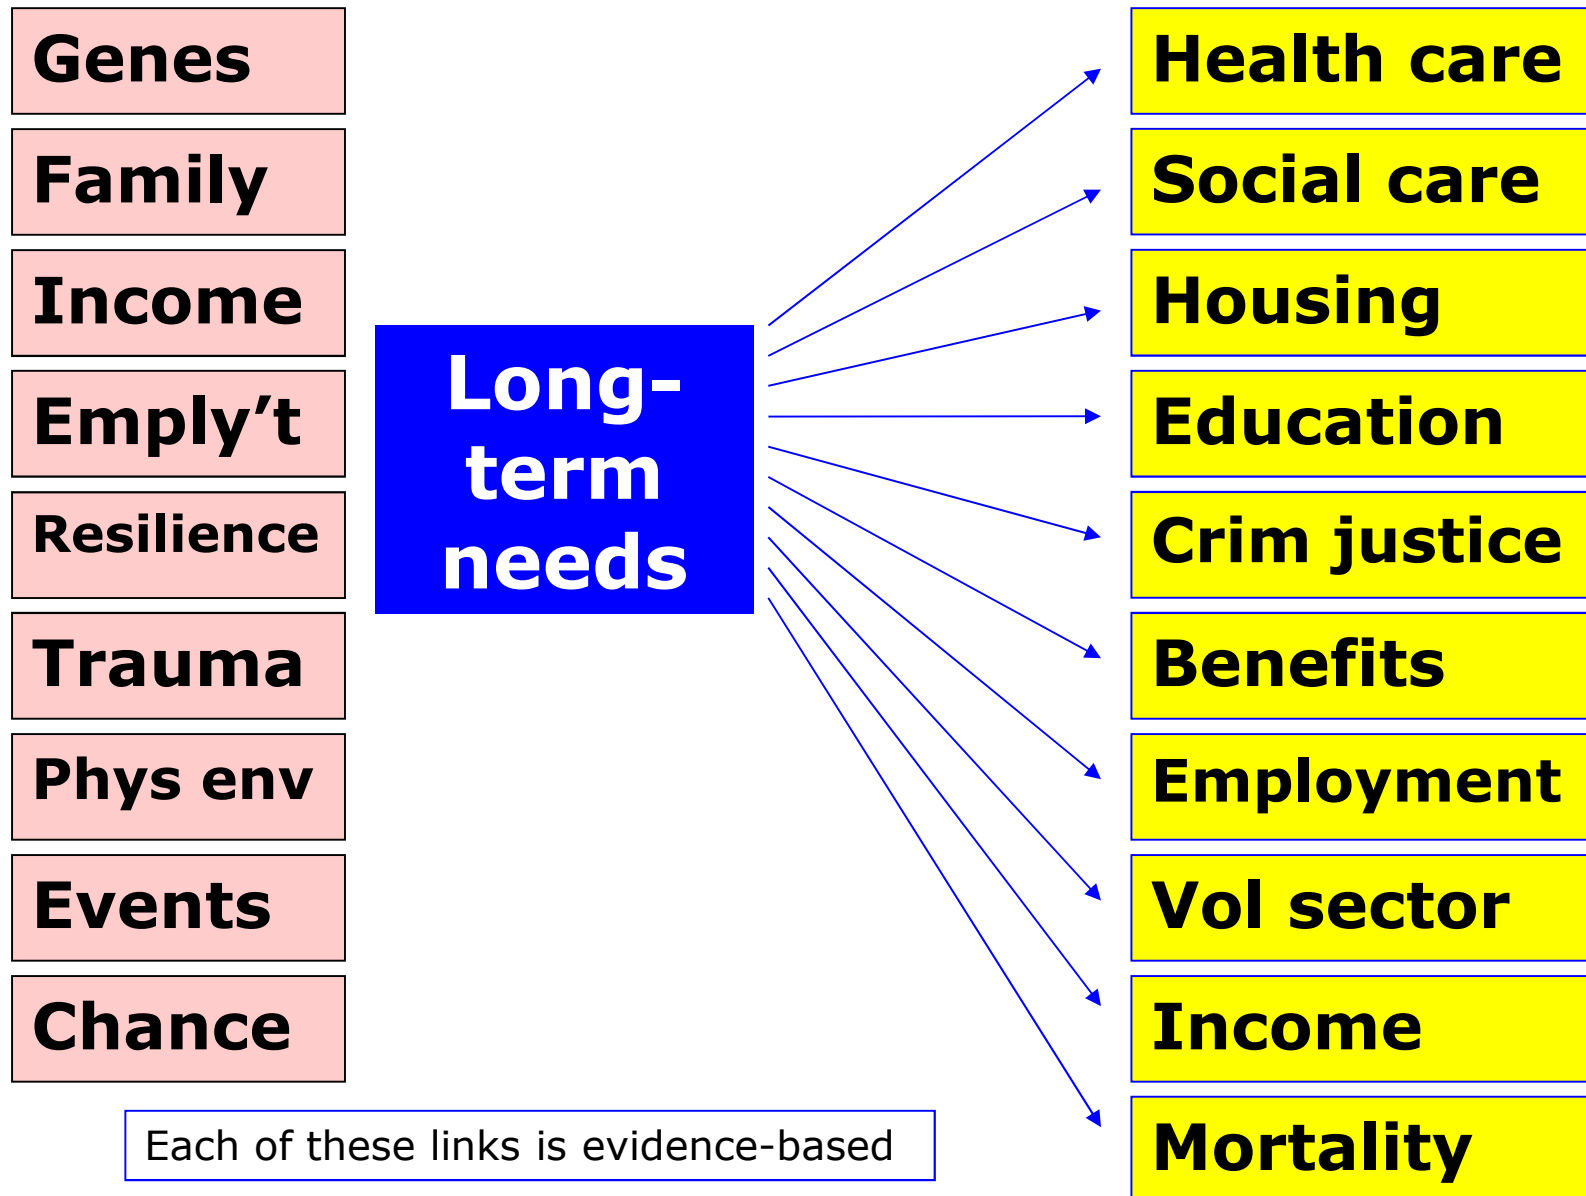 Genes
Family
Income
Emply’t
Resilience
Trauma
Phys env
Events
Chance
Long-
term
needs
Health care
Social care
Housing
Education
Crim justice
Benefits
Employment
Vol sector
Income
Mortality
Each of these links is evidence-based